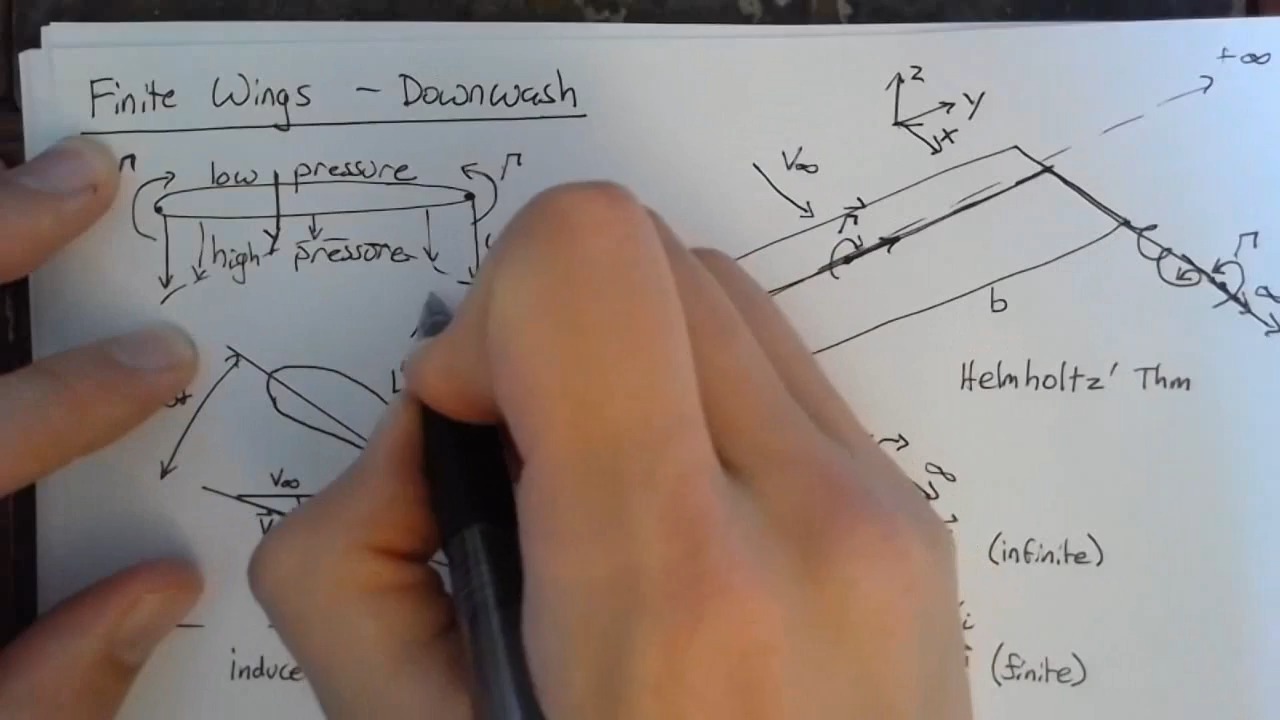 Finite Wings - Downwash
Γ low pressure Γ
high pressure
L
V∞
V
induce
+∞
z
y
x
V∞
Γ
Γ
b
∞
Helmholtz' Thm
∞
(infinite)
i
i (finite)